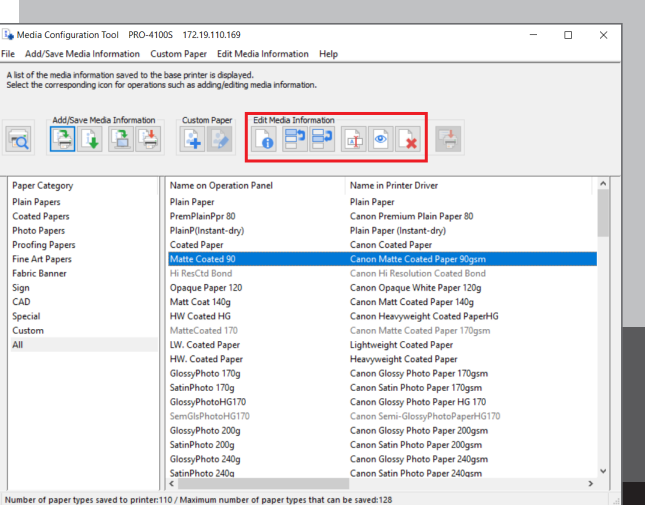 Media Configuration Tool PRO-4100S 172.19.110.169
File Add/Save Media Information Custom Paper Edit Media Information Help
A list of the media information saved to the base printer is displayed.
Select the corresponding icon for operations such as adding/editing media information.
Add/Save Media Information Custom Paper Edit Media Information
Paper Category Name on Operation Panel Name in Printer Driver
Plain Papers Plain Paper Plain Paper
Coated Papers PremPlainPpr 80 Canon Premium Plain Paper 80
Photo Papers PlainP(Instant-dry) Plain Paper (Instant-dry)
Proofing Papers Coated Paper Canon Coated Paper
Fine Art Papers Matte Coated 90 Canon Matte Coated Paper 90gsm
Fabric Banner Hi ResCtd Bond Canon Hi Resolution Coated Bond
Sign Opaque Paper 120 Canon Opaque White Paper 120g
CAD Matt Coat 140g Canon Matt Coated Paper 140g
Special HW Coated HG Canon Heavyweight Coated PaperHG
Custom MatteCoated 170 Canon Matte Coated Paper 170gsm
All LW. Coated Paper Lightweight Coated Paper
HW. Coated Paper Heavyweight Coated Paper
GlossyPhoto 170g Canon Glossy Photo Paper 170gsm
SatinPhoto 170g Canon Satin Photo Paper 170gsm
GlossyPhotoHG170 Canon Glossy Photo Paper HG 170
SemGlsPhotoHG170 Canon Semi-GlossyPhotoPaperHG170
GlossyPhoto 200g Canon Glossy Photo Paper 200gsm
SatinPhoto 200g Canon Satin Photo Paper 200gsm
GlossyPhoto 240g Canon Glossy Photo Paper 240gsm
SatinPhoto 240g Canon Satin Photo Paper 240gsm
Number of paper types saved to printer:110 / Maximum number of paper types that can be saved:128